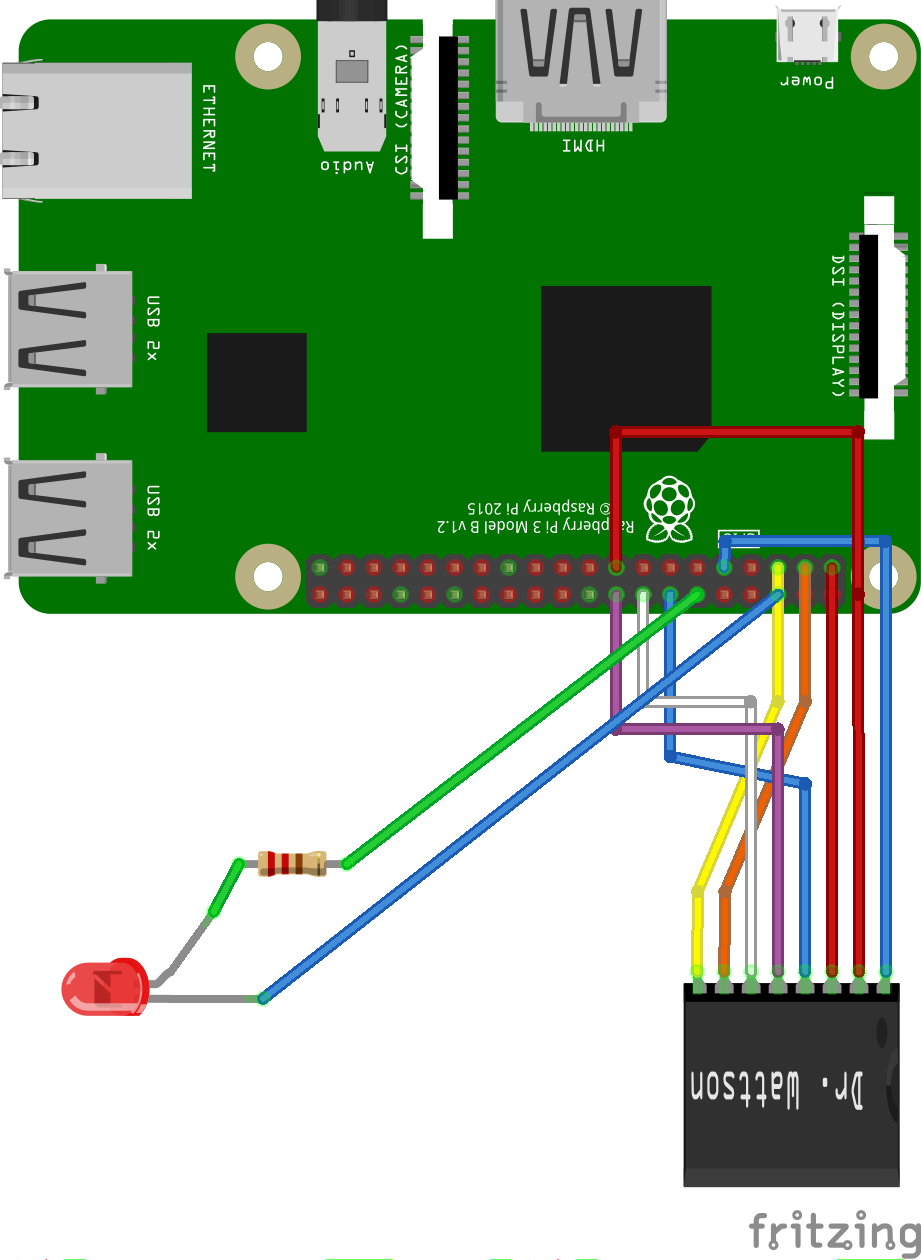 ETHERNET
Audio
CSI (CAMERA)
HDMI
Power
DSI (DISPLAY)
USB 2x
USB 2x
Raspberry Pi 3 Model B v1.2
© Raspberry Pi 2015
Dr. Wattson
fritzing